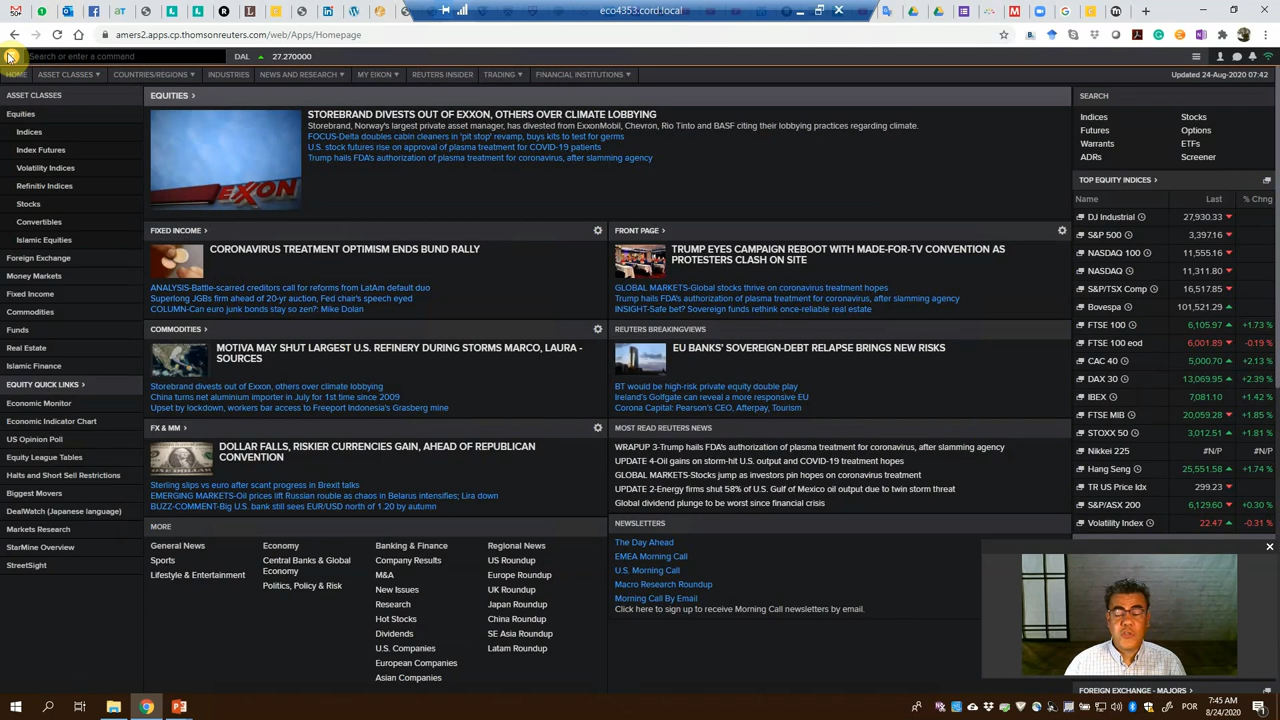 50+
eco4353.cord.local
amers2.apps.cp.thomsonreuters.com/web/Apps/Homepage
Search or enter a command
DAL
27.270000
HOME
ASSET CLASSES
COUNTRIES/REGIONS
INDUSTRIES
NEWS AND RESEARCH
MY EIKON
REUTERS INSIDER
TRADING
FINANCIAL INSTITUTIONS
Updated 24-Aug-2020 07:42
ASSET CLASSES
Equities
Indices
Index Futures
Volatility Indices
Refinitiv Indices
Stocks
Convertibles
Islamic Equities
Foreign Exchange
Money Markets
Fixed Income
Commodities
Funds
Real Estate
Islamic Finance
EQUITY QUICK LINKS >
Economic Monitor
Economic Indicator Chart
US Opinion Poll
Equity League Tables
Halts and Short Sell Restrictions
Biggest Movers
DealWatch (Japanese language)
Markets Research
StarMine Overview
StreetSight
EQUITIES >
EXXON
STOREBRAND DIVESTS OUT OF EXXON, OTHERS OVER CLIMATE LOBBYING
Storebrand, Norway's largest private asset manager, has divested from ExxonMobil, Chevron, Rio Tinto and BASF citing their lobbying practices regarding climate.
FOCUS-Delta doubles cabin cleaners in 'pit stop' revamp, buys kits to test for germs
U.S. stock futures rise on approval of plasma treatment for COVID-19 patients
Trump hails FDA's authorization of plasma treatment for coronavirus, after slamming agency
FIXED INCOME >
CORONAVIRUS TREATMENT OPTIMISM ENDS BUND RALLY
ANALYSIS-Battle-scarred creditors call for reforms from LatAm default duo
Superlong JGBs firm ahead of 20-yr auction, Fed chair's speech eyed
COLUMN-Can euro junk bonds stay so zen?: Mike Dolan
COMMODITIES >
MOTIVA MAY SHUT LARGEST U.S. REFINERY DURING STORMS MARCO, LAURA -
SOURCES
Storebrand divests out of Exxon, others over climate lobbying
China turns net aluminium importer in July for 1st time since 2009
Upset by lockdown, workers bar access to Freeport Indonesia's Grasberg mine
FX & MM >
DOLLAR FALLS, RISKIER CURRENCIES GAIN, AHEAD OF REPUBLICAN
CONVENTION
Sterling slips vs euro after scant progress in Brexit talks
EMERGING MARKETS-Oil prices lift Russian rouble as chaos in Belarus intensifies; Lira down
BUZZ-COMMENT-Big U.S. bank still sees EUR/USD north of 1.20 by autumn
MORE
General News
Sports
Lifestyle & Entertainment
Economy
Central Banks & Global
Economy
Politics, Policy & Risk
Banking & Finance
Company Results
M&A
New Issues
Research
Hot Stocks
Dividends
U.S. Companies
European Companies
Asian Companies
Regional News
US Roundup
Europe Roundup
UK Roundup
Japan Roundup
China Roundup
SE Asia Roundup
Latam Roundup
FRONT PAGE >
TRUMP EYES CAMPAIGN REBOOT WITH MADE-FOR-TV CONVENTION AS
PROTESTERS CLASH ON SITE
GLOBAL MARKETS-Global stocks thrive on coronavirus treatment hopes
Trump hails FDA's authorization of plasma treatment for coronavirus, after slamming agency
INSIGHT-Safe bet? Sovereign funds rethink once-reliable real estate
REUTERS BREAKINGVIEWS
EU BANKS' SOVEREIGN-DEBT RELAPSE BRINGS NEW RISKS
BT would be high-risk private equity double play
Ireland's Golfgate can reveal a more responsive EU
Corona Capital: Pearson's CEO, Afterpay, Tourism
MOST READ REUTERS NEWS
WRAPUP 3-Trump hails FDA's authorization of plasma treatment for coronavirus, after slamming agency
UPDATE 4-Oil gains on storm-hit U.S. output and COVID-19 treatment hopes
GLOBAL MARKETS-Stocks jump as investors pin hopes on coronavirus treatment
UPDATE 2-Energy firms shut 58% of U.S. Gulf of Mexico oil output due to twin storm threat
Global dividend plunge to be worst since financial crisis
NEWSLETTERS
The Day Ahead
EMEA Morning Call
U.S. Morning Call
Macro Research Roundup
Morning Call By Email
Click here to sign up to receive Morning Call newsletters by email.
SEARCH
Indices Stocks
Futures Options
Warrants ETFs
ADRs Screener
TOP EQUITY INDICES >
Name Last % Chng
DJ Industrial 27,930.33
S&P 500 3,397.16
NASDAQ 100 11,555.16
NASDAQ 11,311.80
S&P/TSX Comp 16,517.85
Bovespa 101,521.29
FTSE 100 6,105.97 +1.73 %
FTSE 100 eod 6,001.89 -0.19 %
CAC 40 5,000.70 +2.13 %
DAX 30 13,069.95 +2.39 %
IBEX 7,081.10 +1.42 %
FTSE MIB 20,059.28 +1.85 %
STOXX 50 3,012.51 +1.81 %
Nikkei 225 #N/P #N/P
Hang Seng 25,551.58 +1.74 %
TR US Price Idx 299.23 #N/P
S&P/ASX 200 6,129.60 +0.30 %
Volatility Index 22.47 -0.31 %
FOREIGN EXCHANGE - MAJORS >
POR
7:45 AM
8/24/2020